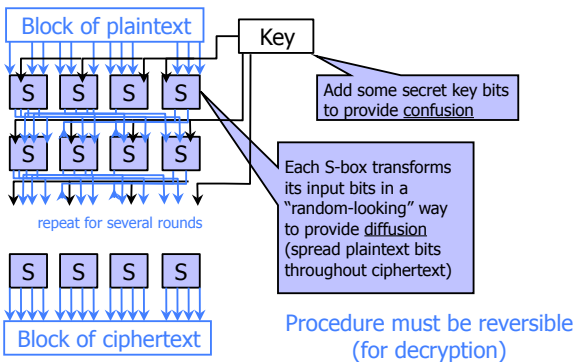 Block of plaintext
Key
Add some secret key bits
to provide confusion
S S S S
S S S S
Each S-box transforms
its input bits in a
“random-looking” way
to provide diffusion
(spread plaintext bits
throughout ciphertext)
repeat for several rounds
S S S S
Block of ciphertext
Procedure must be reversible
(for decryption)